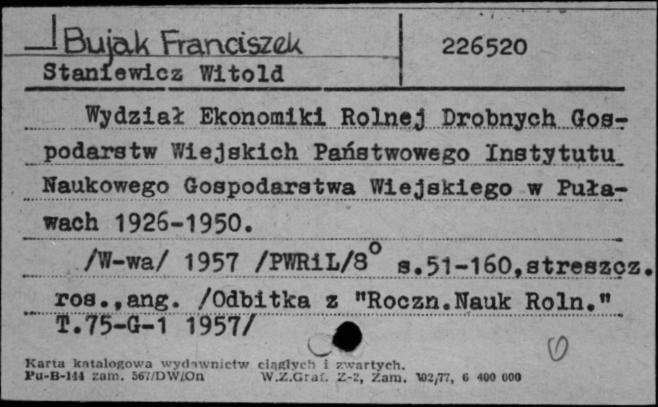 Bujak Franciszek
226520
Staniewicz Witold
Wydział Ekonomiki Rolnej Drobnych Gos-
podarstw Wiejskich Państwowego Instytutu
Naukowego Gospodarstwa Wiejskiego w Puła-
wach 1926-1950.
/W-wa/ 1957 /PWRiL/8° s.51-160,streszcz.
ros.,ang. /Odbitka z "Roczn.Nauk Roln."
T.75-G-1 1957/
Karta katalogowa wydawnictw ciągłych i zwartych.
Pu-B-144 zam. 567/DW/On W.Z.Graf. Z-2, Zam. 102/77, 6 400 000